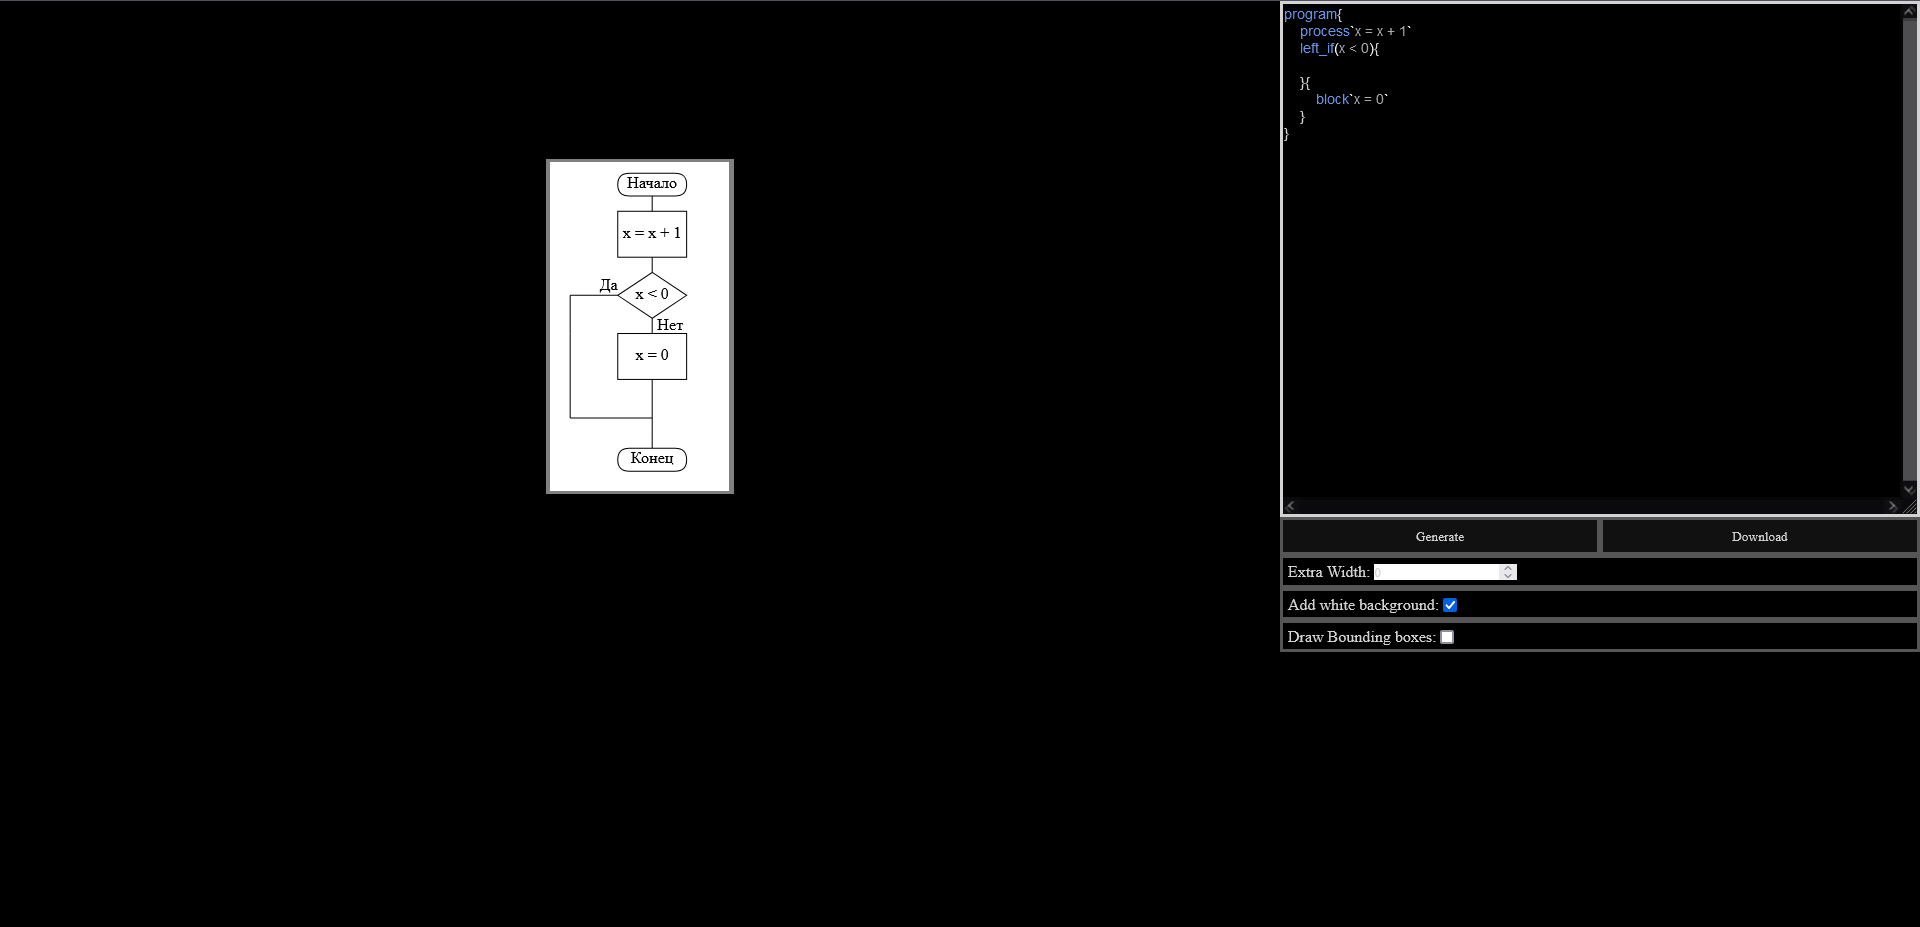 Начало
x = x + 1
Да
x < 0
Нет
x = 0
Конец
program{
process`x = x + 1`
left_if(x < 0){
}{
block`x = 0`
}
}
Generate
Download
Extra Width: 0
Add white background:
Draw Bounding boxes: